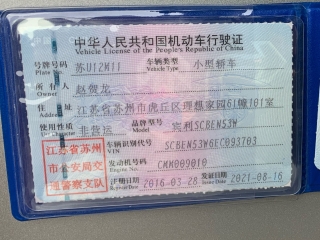 中华人民共和国机动车行驶证
Vehicle License of the People's Republic of China
号牌号码 苏U12M11 车辆类型 小型轿车
Plate No. Vehicle Type
所有人 赵贺龙
Owner
住址 江苏省苏州市虎丘区理想家园61幢101室
Address
使用性质 非营运 品牌型号 宾利SCBEN53W
Use Character Model
江苏省苏州市公安局交通警察支队
车辆识别代号 SCBEN53W6EC093703
VIN
发动机号码 CKM009010
Engine No.
注册日期 2016-03-28 发证日期 2021-08-16
Register Date Issue Date